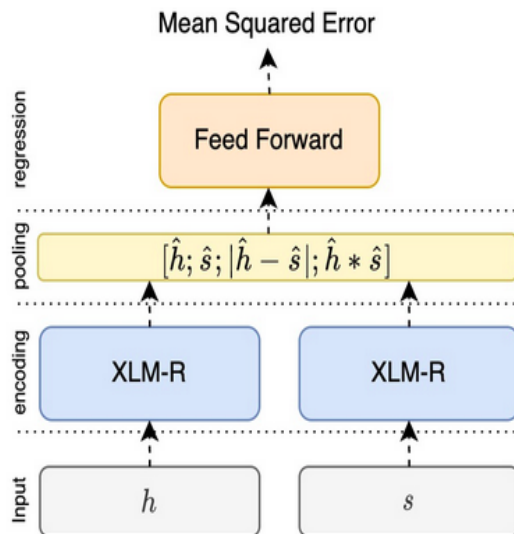 Mean Squared Error
regression
Feed Forward
pooling
[ĥ; ŝ; |ĥ − ŝ|; ĥ * ŝ]
encoding
XLM-R XLM-R
Input
h s